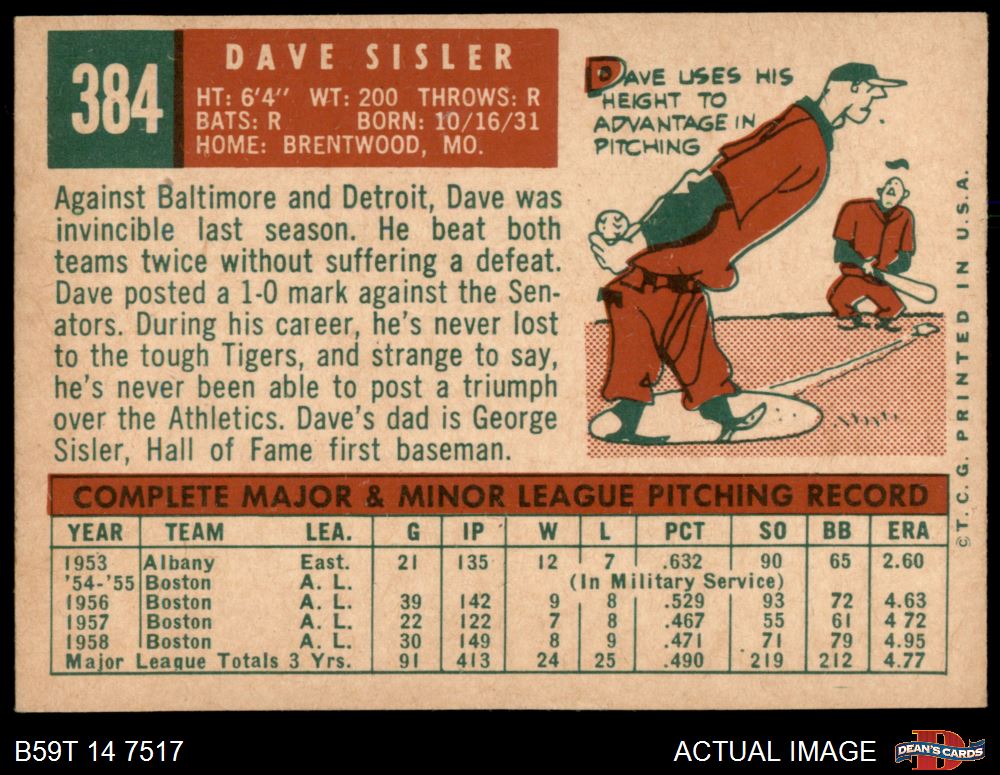 384
DAVE SISLER
HT: 6'4" WT: 200 THROWS: R
BATS: R BORN: 10/16/31
HOME: BRENTWOOD, MO.
DAVE USES HIS
HEIGHT TO
ADVANTAGE IN
PITCHING
Against Baltimore and Detroit, Dave was
invincible last season. He beat both
teams twice without suffering a defeat.
Dave posted a 1-0 mark against the Sen-
ators. During his career, he's never lost
to the tough Tigers, and strange to say,
he's never been able to post a triumph
over the Athletics. Dave's dad is George
Sisler, Hall of Fame first baseman.
COMPLETE MAJOR & MINOR LEAGUE PITCHING RECORD
YEAR TEAM LEA. G IP W L PCT SO BB ERA
1953 Albany East. 21 135 12 7 .632 90 65 2.60
'54-'55 Boston A. L. (In Military Service)
1956 Boston A. L. 39 142 9 8 .529 93 72 4.63
1957 Boston A. L. 22 122 7 8 .467 55 61 4 72
1958 Boston A. L. 30 149 8 9 .471 71 79 4.95
Major League Totals 3 Yrs. 91 413 24 25 .490 219 212 4.77
© T. C. G. PRINTED IN U.S.A.
B59T 14 7517
ACTUAL IMAGE
DEAN'S CARDS